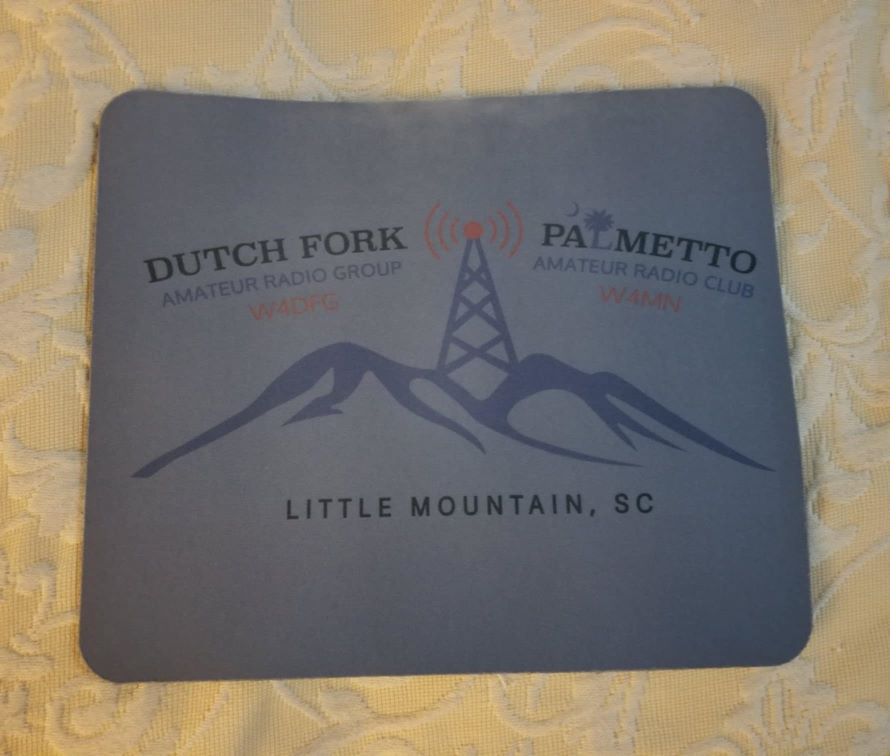 DUTCH FORK
AMATEUR RADIO GROUP
W4DFG
PALMETTO
AMATEUR RADIO CLUB
W4MN
LITTLE MOUNTAIN, SC